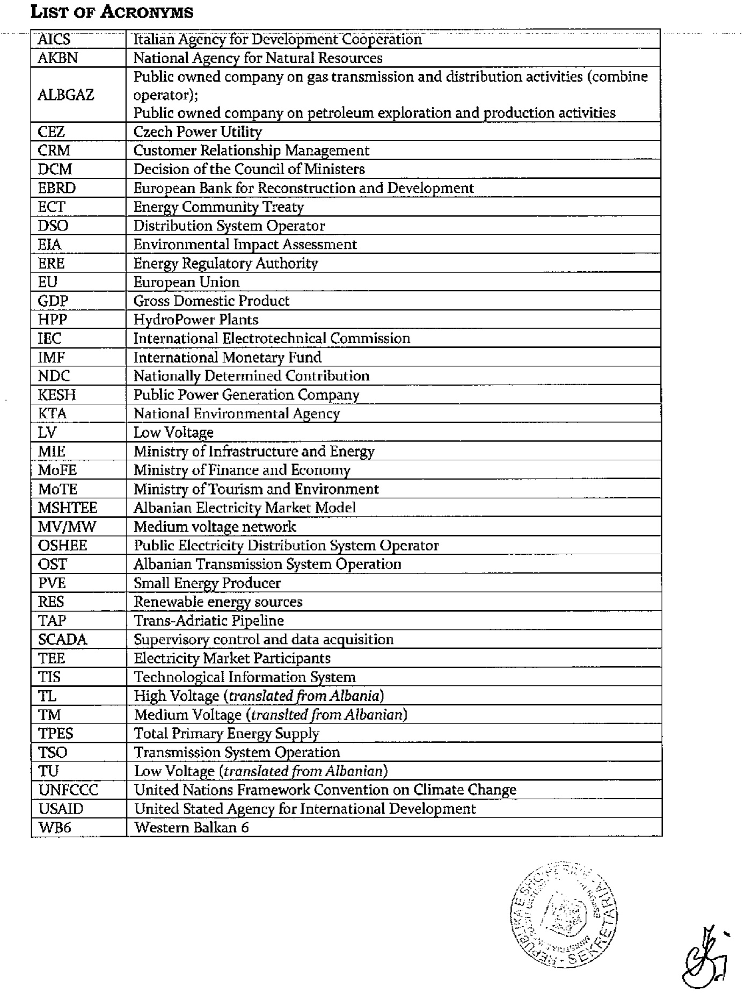 LIST OF ACRONYMS
AICS Italian Agency for Development Cooperation
AKBN National Agency for Natural Resources
ALBGAZ Public owned company on gas transmission and distribution activities (combine
operator);
Public owned company on petroleum exploration and production activities
CEZ Czech Power Utility
CRM Customer Relationship Management
DCM Decision of the Council of Ministers
EBRD European Bank for Reconstruction and Development
ECT Energy Community Treaty
DSO Distribution System Operator
EIA Environmental Impact Assessment
ERE Energy Regulatory Authority
EU European Union
GDP Gross Domestic Product
HPP HydroPower Plants
IEC International Electrotechnical Commission
IMF International Monetary Fund
NDC Nationally Determined Contribution
KESH Public Power Generation Company
KTA National Environmental Agency
LV Low Voltage
MIE Ministry of Infrastructure and Energy
MoFE Ministry of Finance and Economy
MoTE Ministry of Tourism and Environment
MSHTEE Albanian Electricity Market Model
MV/MW Medium voltage network
OSHEE Public Electricity Distribution System Operator
OST Albanian Transmission System Operation
PVE Small Energy Producer
RES Renewable energy sources
TAP Trans-Adriatic Pipeline
SCADA Supervisory control and data acquisition
TEE Electricity Market Participants
TIS Technological Information System
TL High Voltage (translated from Albania)
TM Medium Voltage (translted from Albanian)
TPES Total Primary Energy Supply
TSO Transmission System Operation
TU Low Voltage (translated from Albanian)
UNFCCC United Nations Framework Convention on Climate Change
USAID United Stated Agency for International Development
WB6 Western Balkan 6
REPUBLIKA E SHQIPERISE - SEKRETARIA